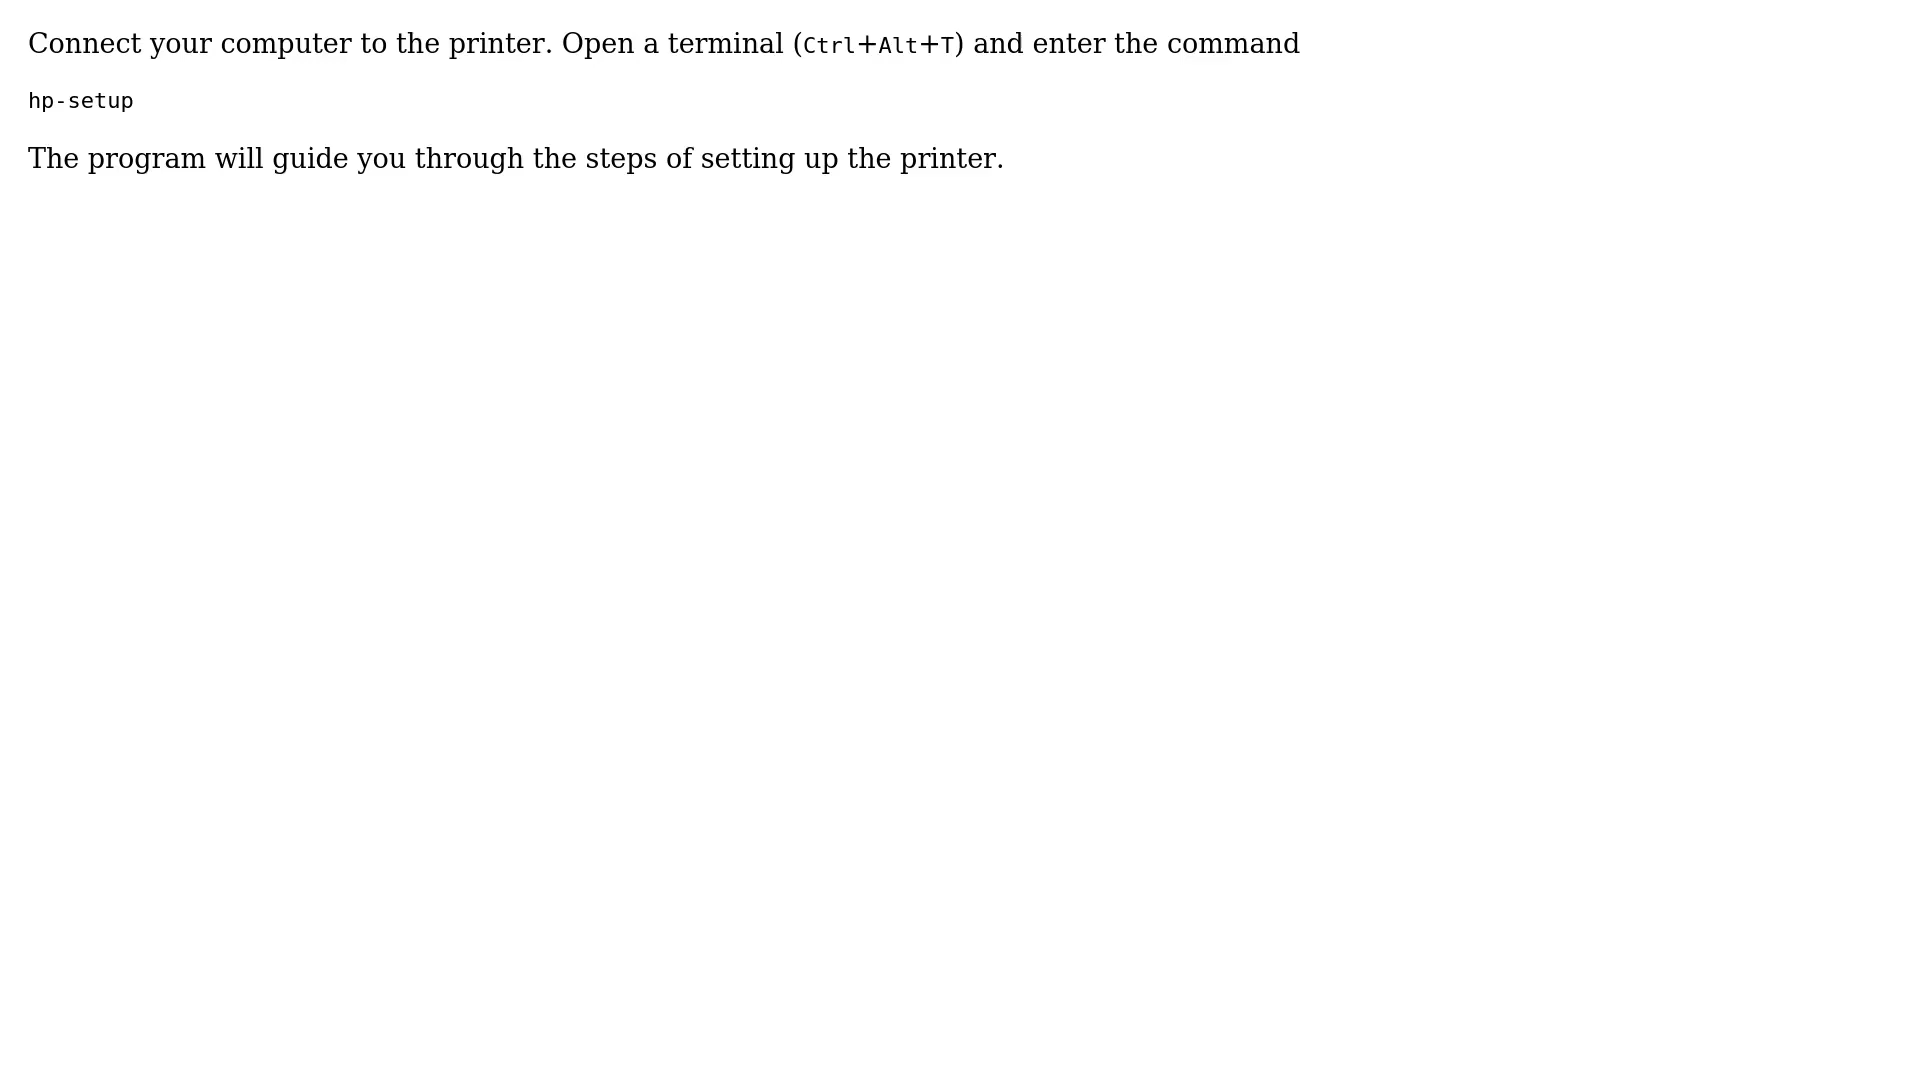 Connect your computer to the printer. Open a terminal (Ctrl+Alt+T) and enter the command
hp-setup
The program will guide you through the steps of setting up the printer.